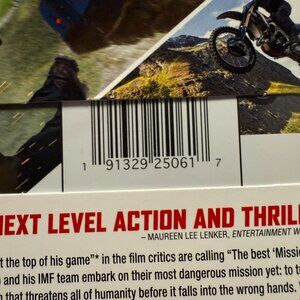 1 91329 25061 7
NEXT LEVEL ACTION AND THRIL
– MAUREEN LEE LENKER, ENTERTAINMENT W
t the top of his game"* in the film critics are calling "The best 'Missio
n and his IMF team embark on their most dangerous mission yet: to t
n that threatens all of humanity before it falls into the wrong hands.